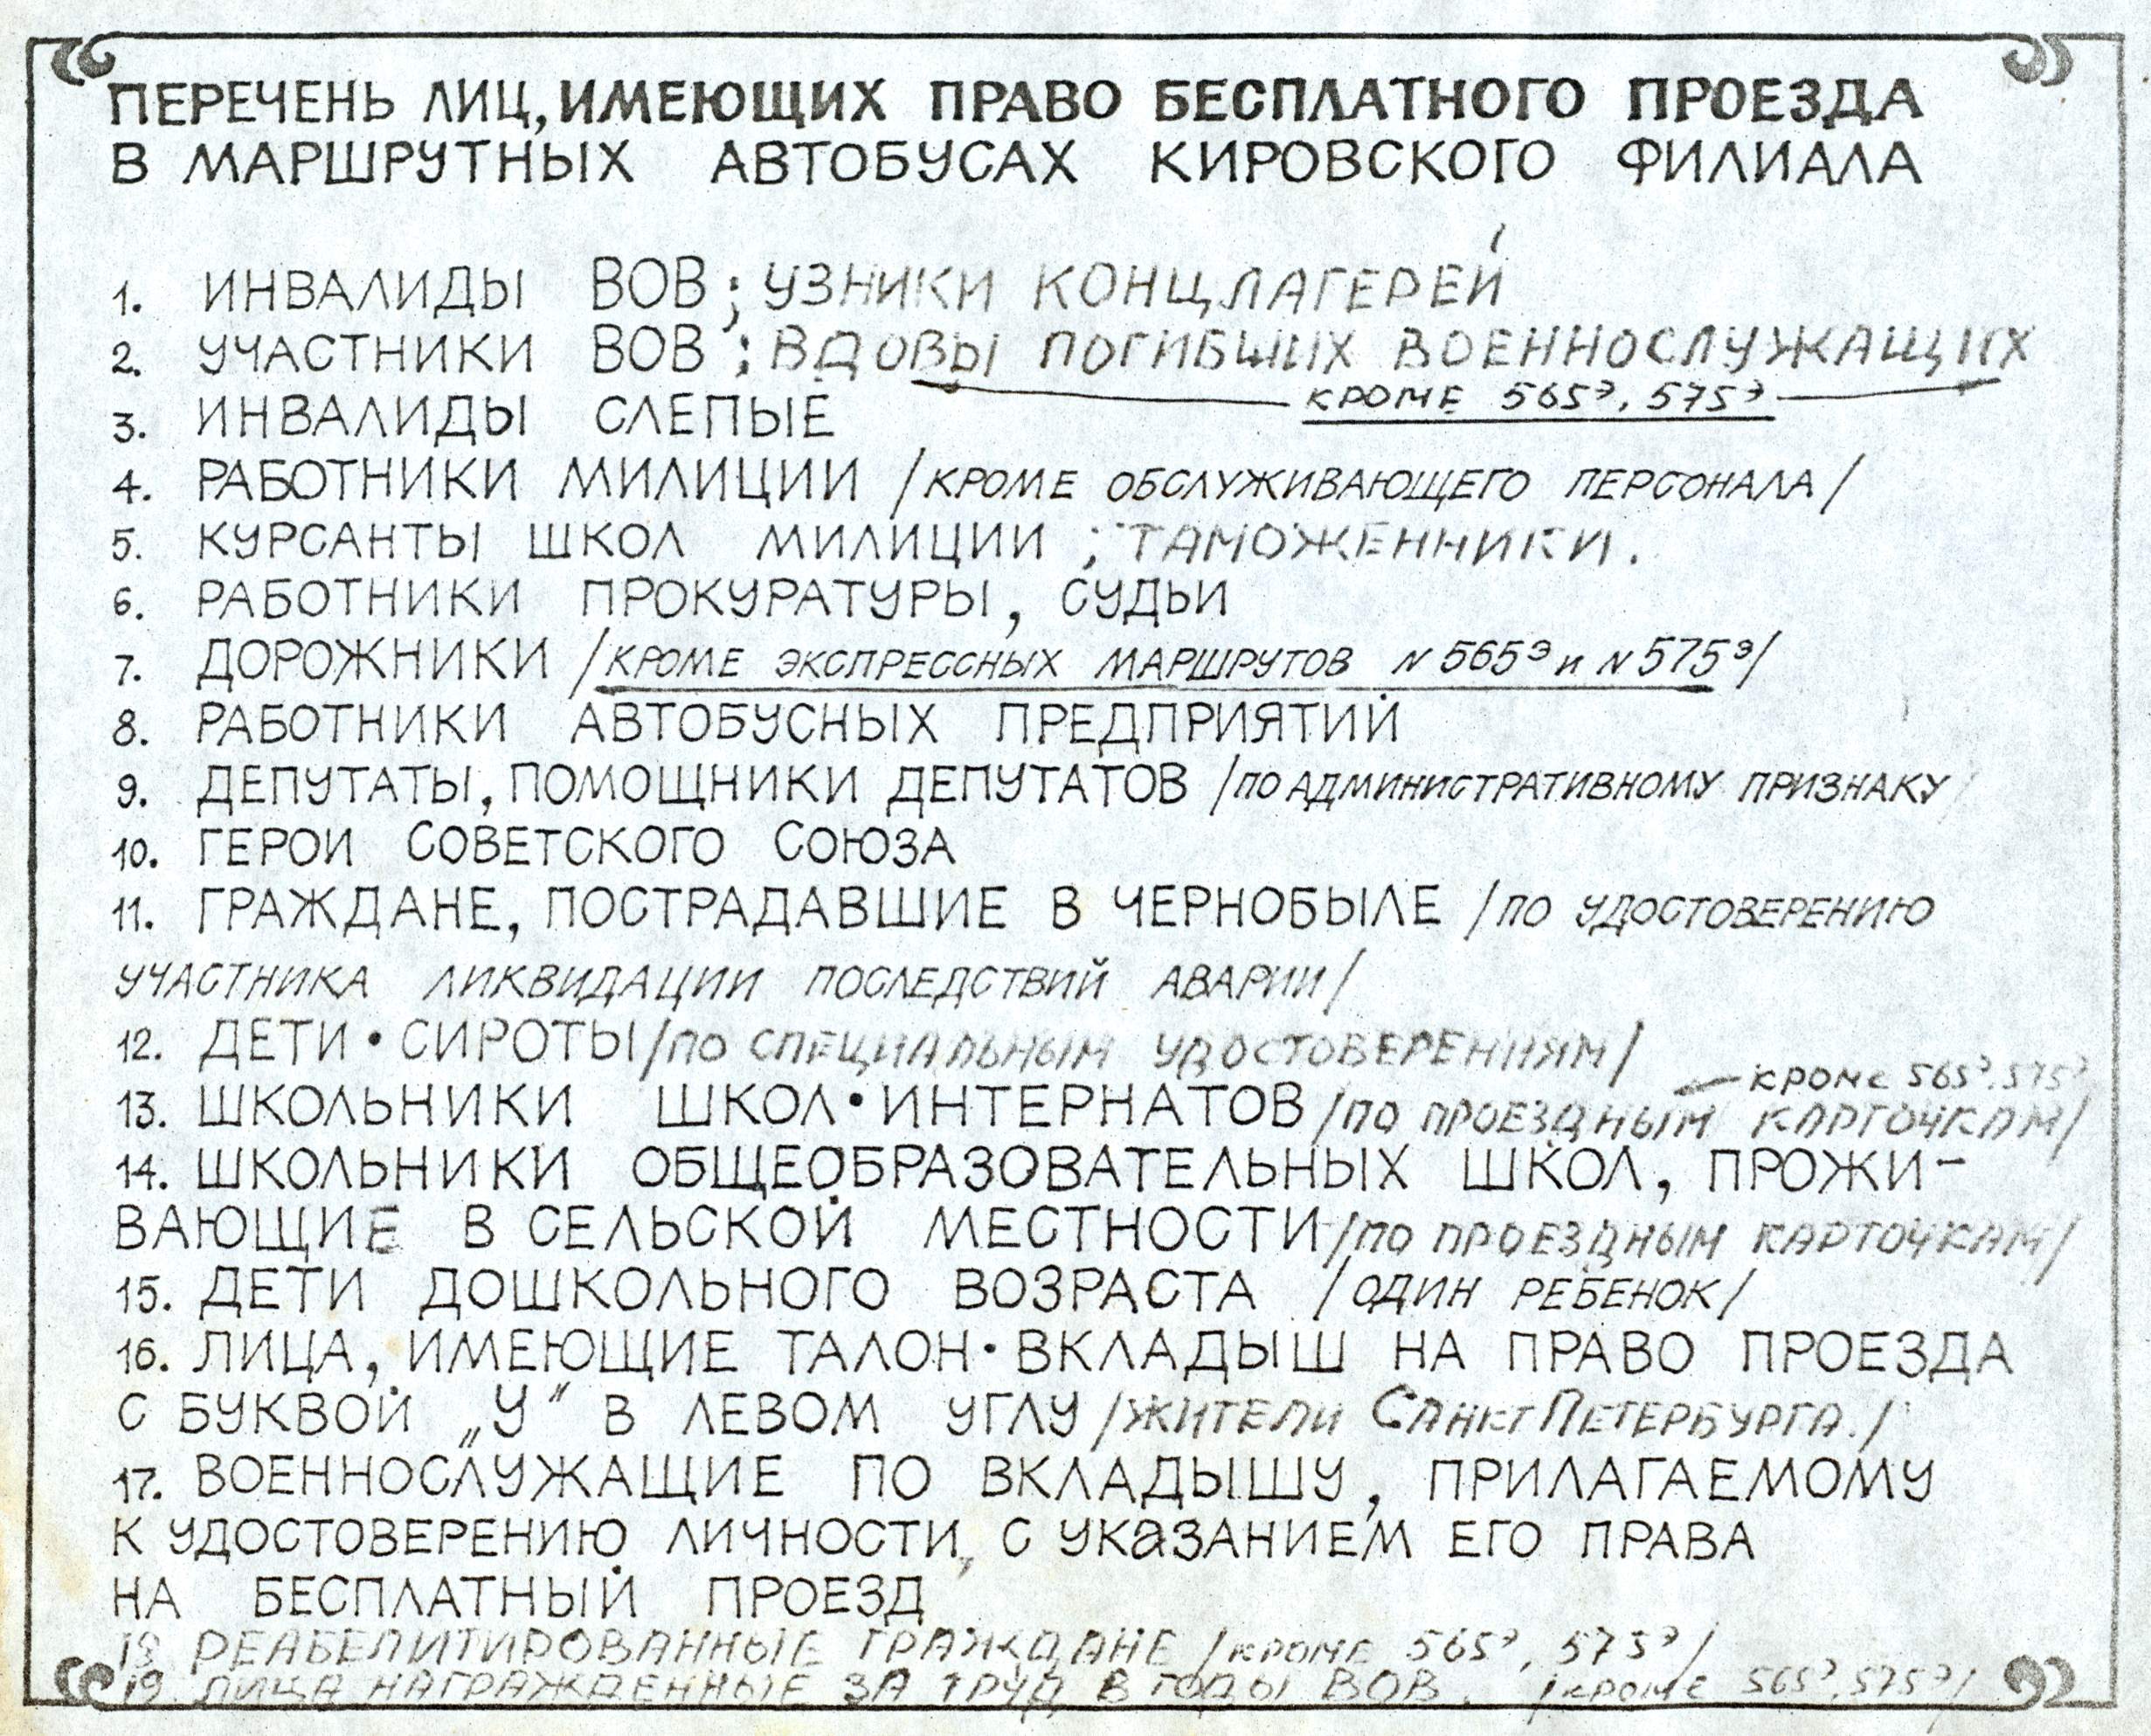 ПЕРЕЧЕНЬ ЛИЦ, ИМЕЮЩИХ ПРАВО БЕСПЛАТНОГО ПРОЕЗДА
В МАРШРУТНЫХ АВТОБУСАХ КИРОВСКОГО ФИЛИАЛА
1. ИНВАЛИДЫ ВОВ; УЗНИКИ КОНЦЛАГЕРЕЙ
2. УЧАСТНИКИ ВОВ; ВДОВЫ ПОГИБШИХ ВОЕННОСЛУЖАЩИХ
КРОМЕ 565э, 575э
3. ИНВАЛИДЫ СЛЕПЫЕ
4. РАБОТНИКИ МИЛИЦИИ /КРОМЕ ОБСЛУЖИВАЮЩЕГО ПЕРСОНАЛА/
5. КУРСАНТЫ ШКОЛ МИЛИЦИИ; ТАМОЖЕННИКИ.
6. РАБОТНИКИ ПРОКУРАТУРЫ, СУДЬИ
7. ДОРОЖНИКИ /КРОМЕ ЭКСПРЕССНЫХ МАРШРУТОВ N 565э и N 575э/
8. РАБОТНИКИ АВТОБУСНЫХ ПРЕДПРИЯТИЙ
9. ДЕПУТАТЫ, ПОМОЩНИКИ ДЕПУТАТОВ /ПО АДМИНИСТРАТИВНОМУ ПРИЗНАКУ/
10. ГЕРОИ СОВЕТСКОГО СОЮЗА
11. ГРАЖДАНЕ, ПОСТРАДАВШИЕ В ЧЕРНОБЫЛЕ /ПО УДОСТОВЕРЕНИЮ
УЧАСТНИКА ЛИКВИДАЦИИ ПОСЛЕДСТВИЙ АВАРИИ/
12. ДЕТИ•СИРОТЫ /ПО СПЕЦИАЛЬНЫМ УДОСТОВЕРЕНИЯМ/
КРОМЕ 565э, 575э
13. ШКОЛЬНИКИ ШКОЛ•ИНТЕРНАТОВ /ПО ПРОЕЗДНЫМ КАРТОЧКАМ/
14. ШКОЛЬНИКИ ОБЩЕОБРАЗОВАТЕЛЬНЫХ ШКОЛ, ПРОЖИ-
ВАЮЩИЕ В СЕЛЬСКОЙ МЕСТНОСТИ /ПО ПРОЕЗДНЫМ КАРТОЧКАМ/
15. ДЕТИ ДОШКОЛЬНОГО ВОЗРАСТА /ОДИН РЕБЕНОК/
16. ЛИЦА, ИМЕЮЩИЕ ТАЛОН•ВКЛАДЫШ НА ПРАВО ПРОЕЗДА
С БУКВОЙ „У" В ЛЕВОМ УГЛУ /ЖИТЕЛИ САНКТ ПЕТЕРБУРГА./
17. ВОЕННОСЛУЖАЩИЕ ПО ВКЛАДЫШУ, ПРИЛАГАЕМОМУ
К УДОСТОВЕРЕНИЮ ЛИЧНОСТИ, С УКАЗАНИЕМ ЕГО ПРАВА
НА БЕСПЛАТНЫЙ ПРОЕЗД
18 РЕАБЕЛИТИРОВАННЫЕ ГРАЖДАНЕ /КРОМЕ 565э, 575э/
19 ЛИЦА НАГРАЖДЕННЫЕ ЗА ТРУД В ГОДЫ ВОВ. /КРОМЕ 565э, 575э/